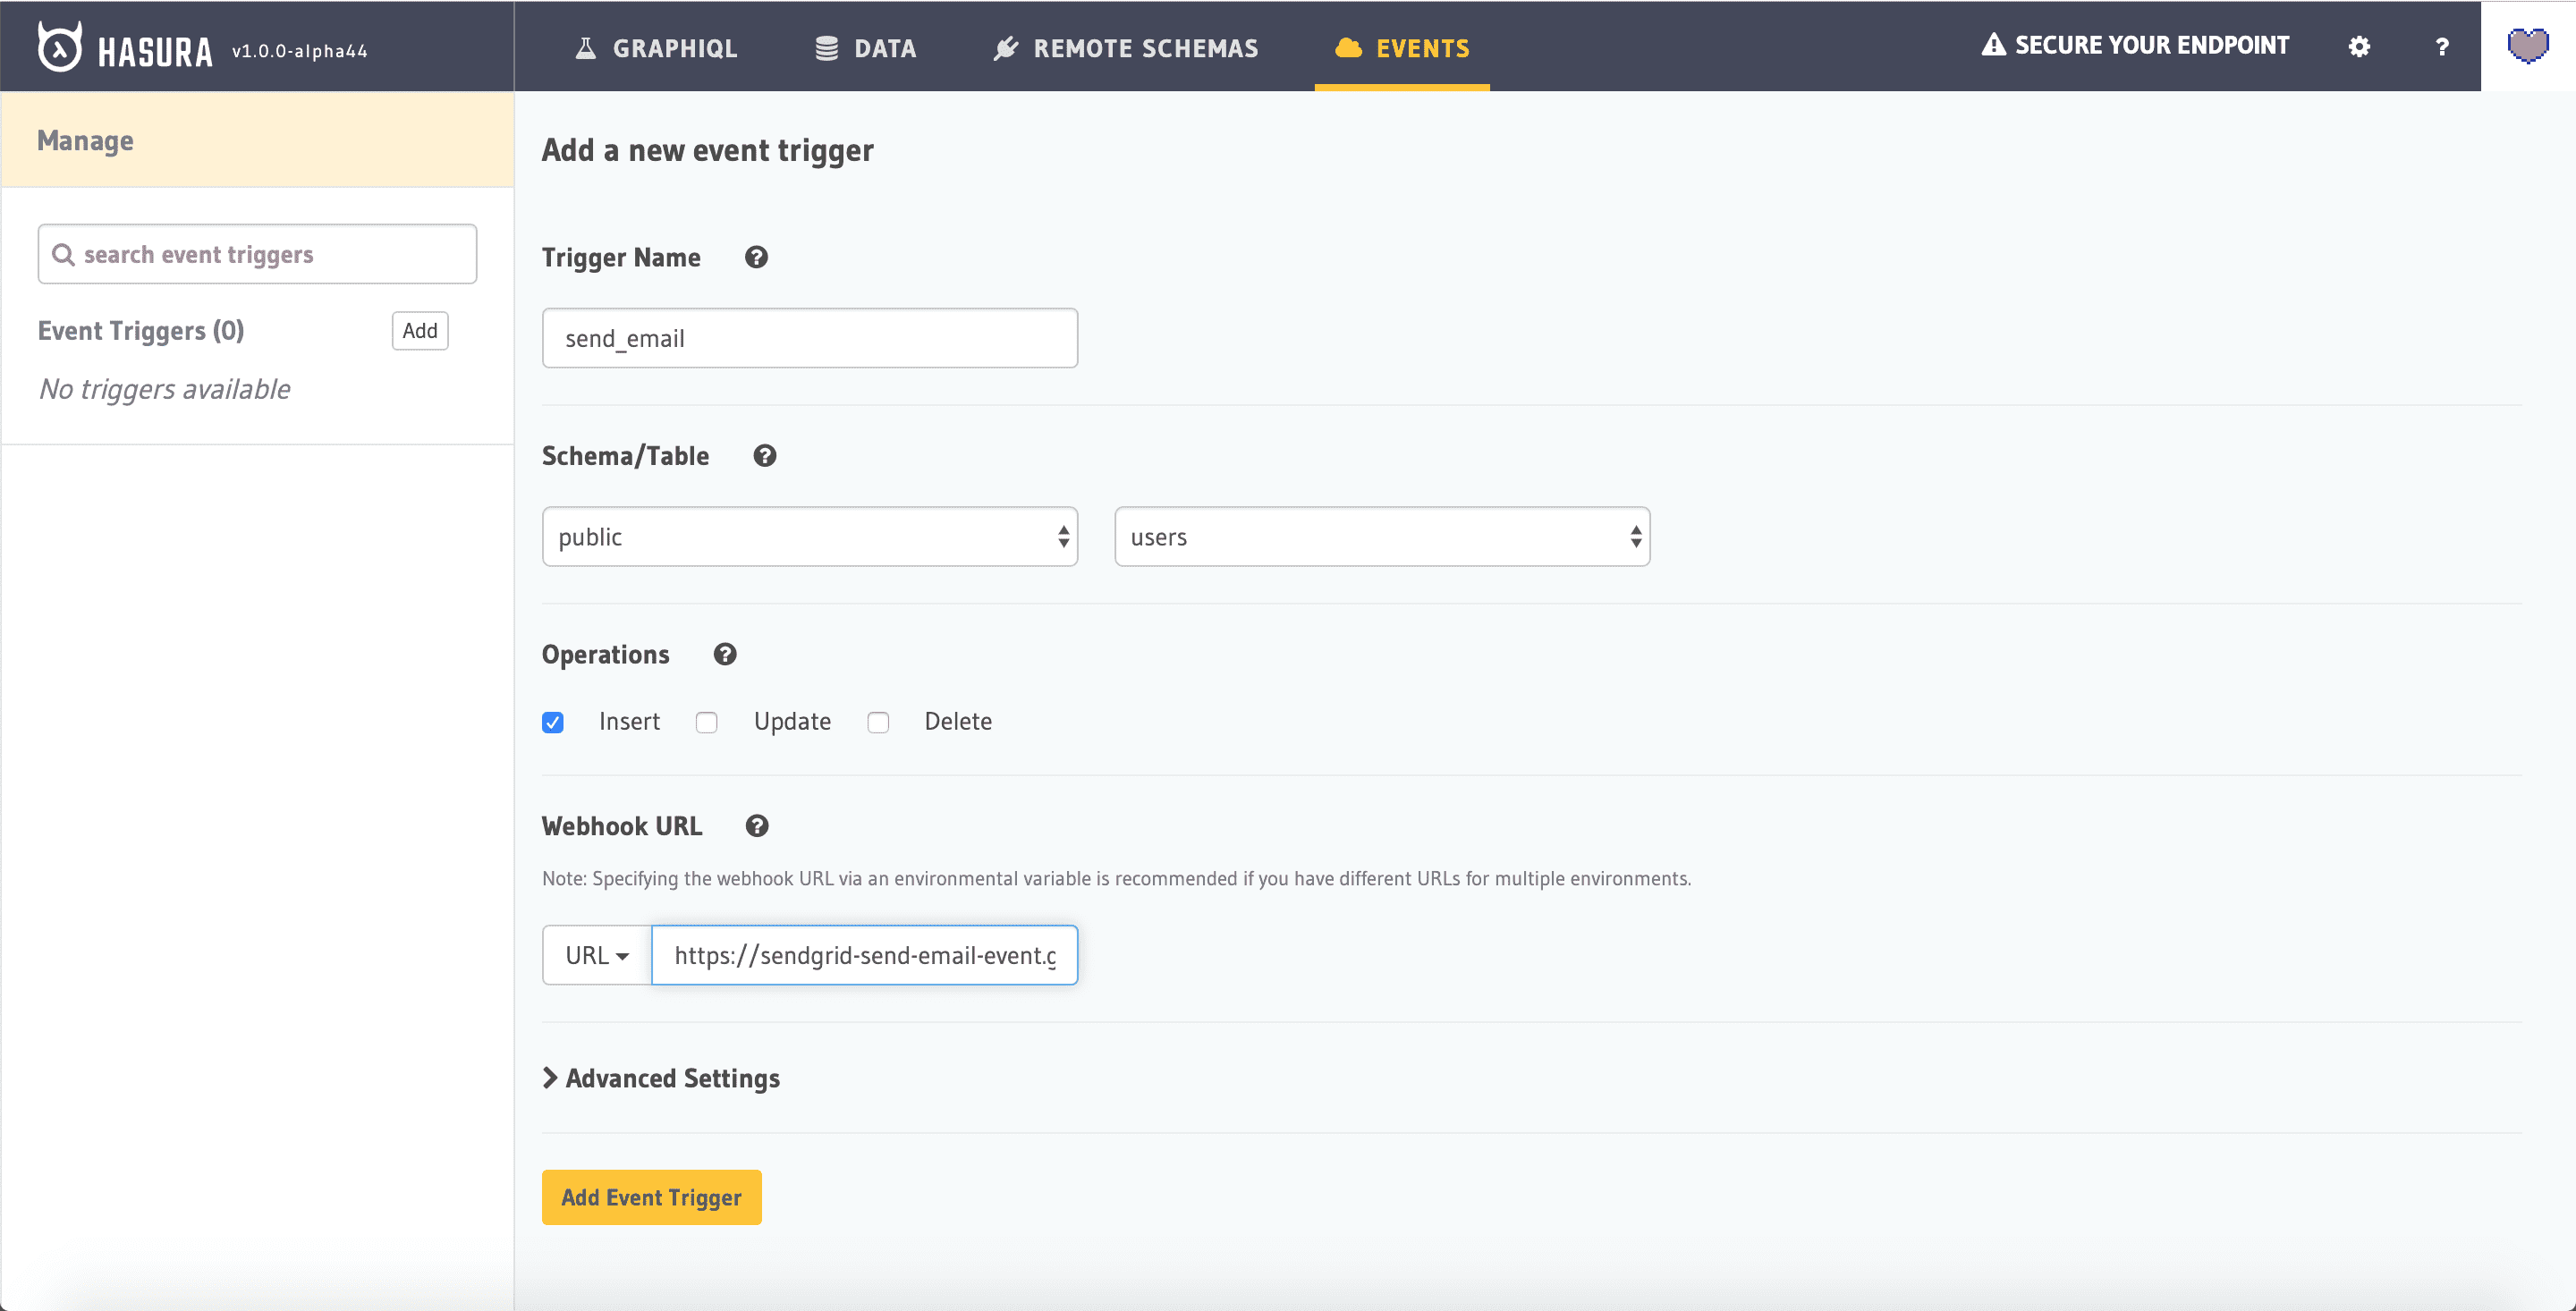 HASURA v1.0.0-alpha44 GRAPHIQL DATA REMOTE SCHEMAS EVENTS SECURE YOUR ENDPOINT ?
Manage
search event triggers
Event Triggers (0) Add
No triggers available
Add a new event trigger
Trigger Name ?
send_email
Schema/Table ?
public users
Operations ?
Insert Update Delete
Webhook URL ?
Note: Specifying the webhook URL via an environmental variable is recommended if you have different URLs for multiple environments.
URL https://sendgrid-send-email-event.g
Advanced Settings
Add Event Trigger